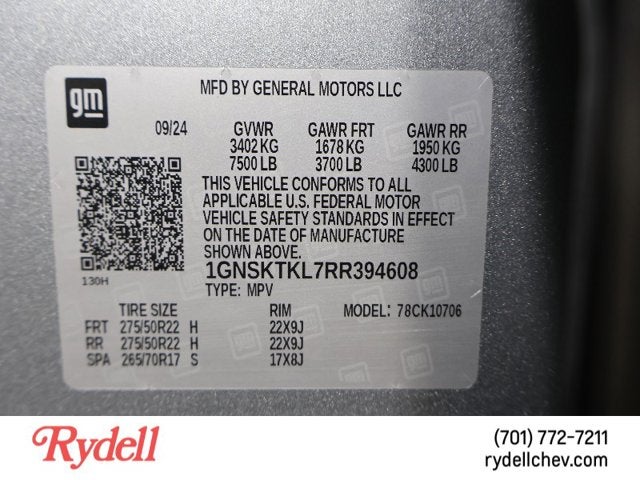 gm
MFD BY GENERAL MOTORS LLC
09/24 GVWR GAWR FRT GAWR RR
3402 KG 1678 KG 1950 KG
7500 LB 3700 LB 4300 LB
THIS VEHICLE CONFORMS TO ALL
APPLICABLE U.S. FEDERAL MOTOR
VEHICLE SAFETY STANDARDS IN EFFECT
ON THE DATE OF MANUFACTURE
SHOWN ABOVE.
1GNSKTKL7RR394608
130H
TYPE: MPV
TIRE SIZE RIM MODEL: 78CK10706
FRT 275/50R22 H 22X9J
RR 275/50R22 H 22X9J
SPA 265/70R17 S 17X8J
Rydell
(701) 772-7211
rydellchev.com